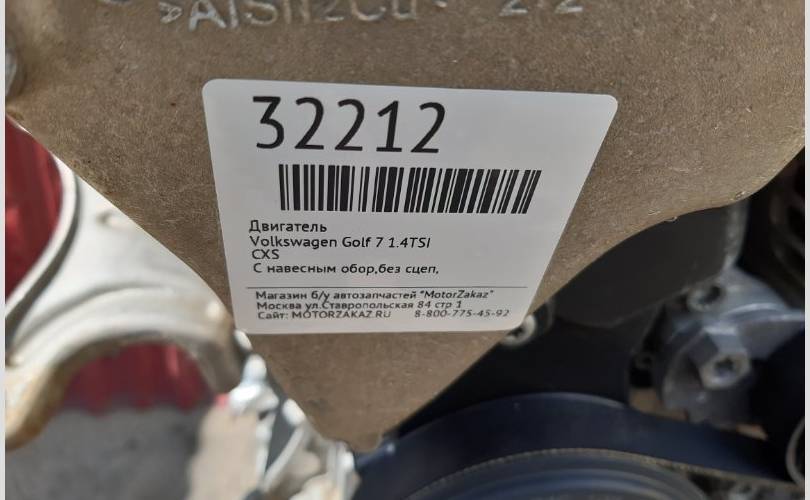 »AlSi12Cu
32212
Двигатель
Volkswagen Golf 7 1.4TSI
CXS
С навесным обор,без сцеп,
Магазин б/у автозапчастей "MotorZakaz"
Москва ул.Ставропольская 84 стр 1
Сайт: MOTORZAKAZ.RU 8-800-775-45-92